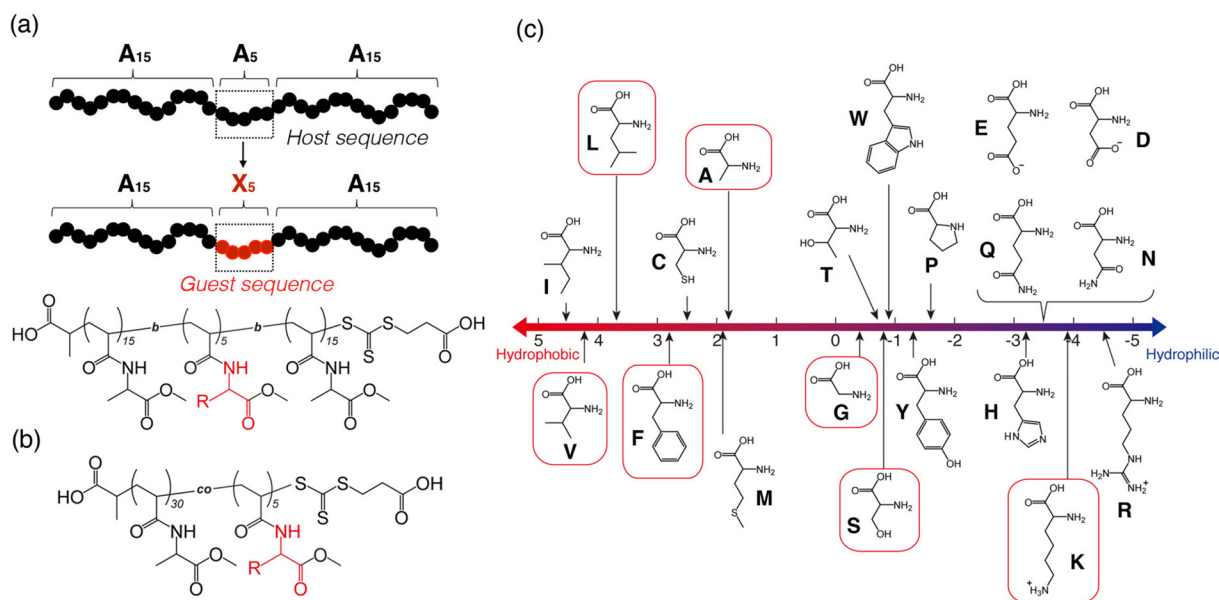 (a)
A15 A5 A15
Host sequence
A15 X5 A15
Guest sequence
O
HO
15
b
5
b
15
S S OH
S O
O NH O NH O NH
O R O O
O O O
(b)
O
HO
30
co
5
S S OH
S O
O NH O NH
O R O
O O
(c)
L O OH NH2
A O OH NH2
W O OH NH2 NH
E O OH NH2 O O-
D O OH NH2 O O-
I O OH NH2
C O OH NH2 SH
T O OH NH2 HO
P O OH NH
Q O OH NH2 O NH2
N O OH NH2 O NH2
5 4 3 2 1 0 -1 -2 -3 -4 -5
Hydrophobic
Hydrophilic
V O OH NH2
F O OH NH2
M O OH NH2 S
G O OH NH2
S O OH NH2 OH
Y O OH NH2 OH
H O OH NH2 HN N
K O OH NH2 +H3N
R O OH NH2 NH H2N NH2+